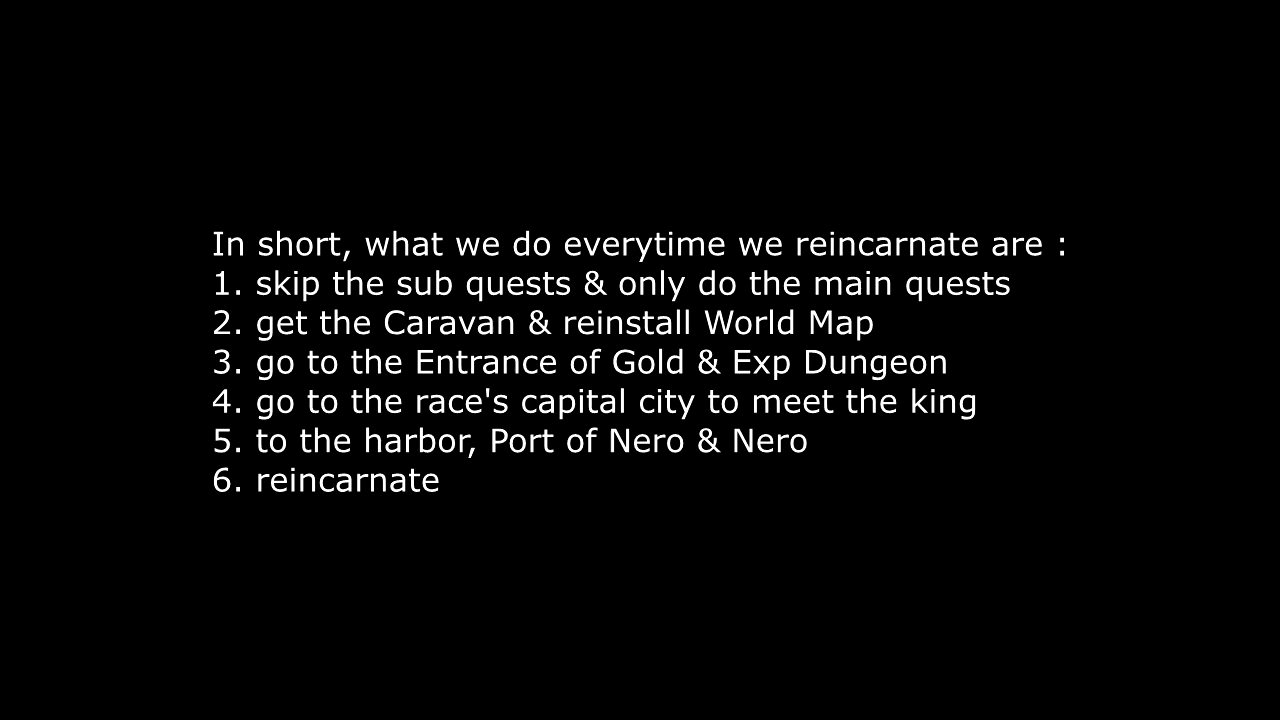 In short, what we do everytime we reincarnate are :
1. skip the sub quests & only do the main quests
2. get the Caravan & reinstall World Map
3. go to the Entrance of Gold & Exp Dungeon
4. go to the race's capital city to meet the king
5. to the harbor, Port of Nero & Nero
6. reincarnate